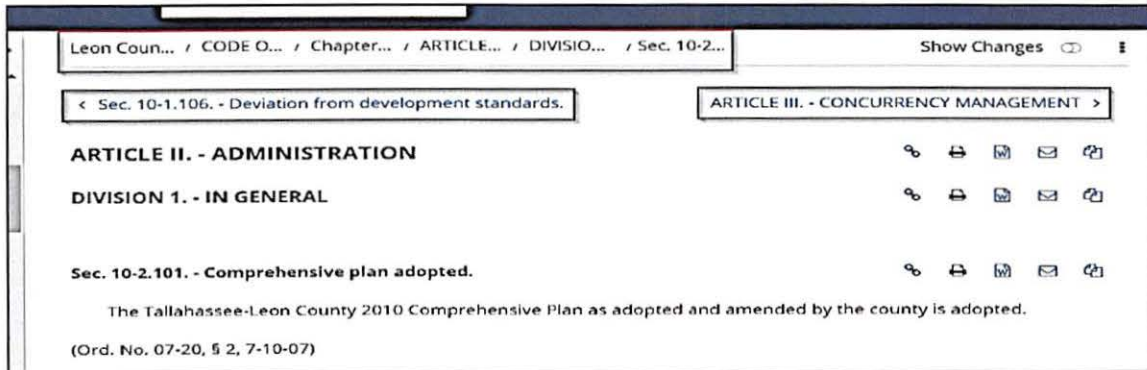 Leon Coun... / CODE O... / Chapter... / ARTICLE... / DIVISIO... / Sec. 10-2... Show Changes
< Sec. 10-1.106. - Deviation from development standards. ARTICLE III. - CONCURRENCY MANAGEMENT >
ARTICLE II. - ADMINISTRATION
DIVISION 1. - IN GENERAL
Sec. 10-2.101. - Comprehensive plan adopted.
The Tallahassee-Leon County 2010 Comprehensive Plan as adopted and amended by the county is adopted.
(Ord. No. 07-20, § 2, 7-10-07)